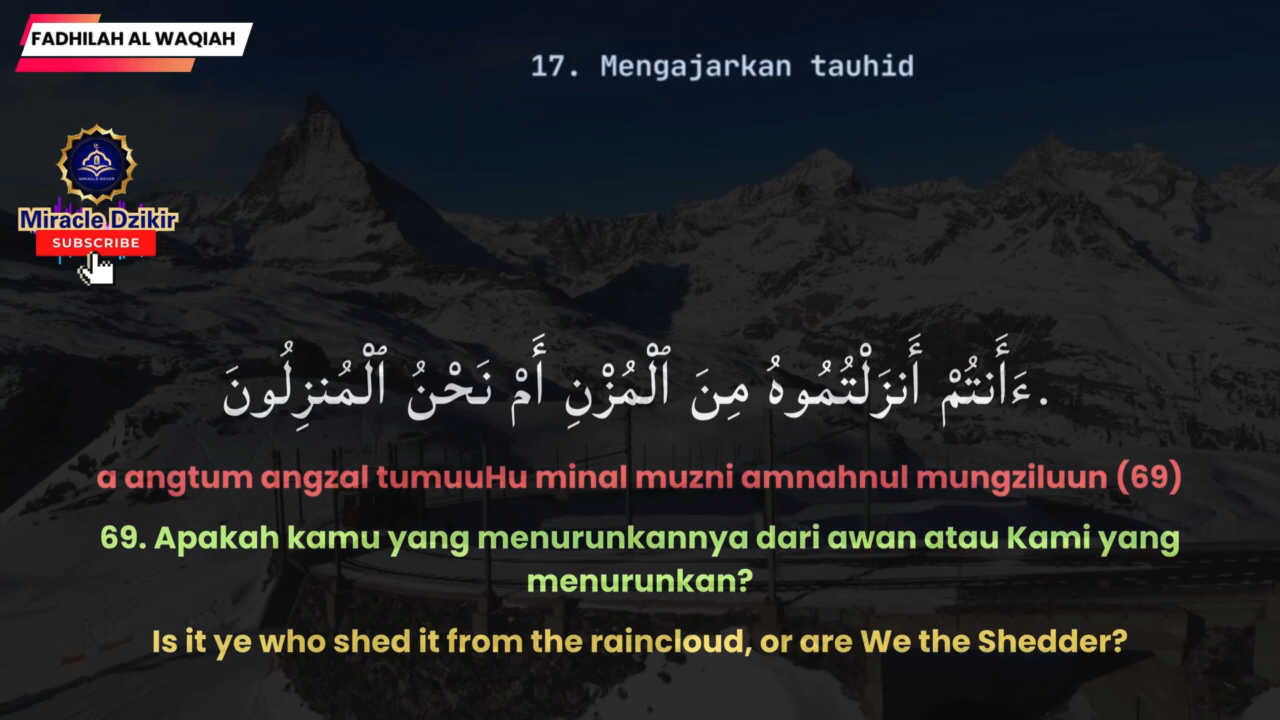 FADHILAH AL WAQIAH
17. Mengajarkan tauhid
Miracle Dzikir
SUBSCRIBE
ءَأَنتُمْ أَنزَلْتُمُوهُ مِنَ ٱلْمُزْنِ أَمْ نَحْنُ ٱلْمُنزِلُونَ.
a angtum angzal tumuuHu minal muzni amnahnul mungziluun (69)
69. Apakah kamu yang menurunkannya dari awan atau Kami yang
menurunkan?
Is it ye who shed it from the raincloud, or are We the Shedder?